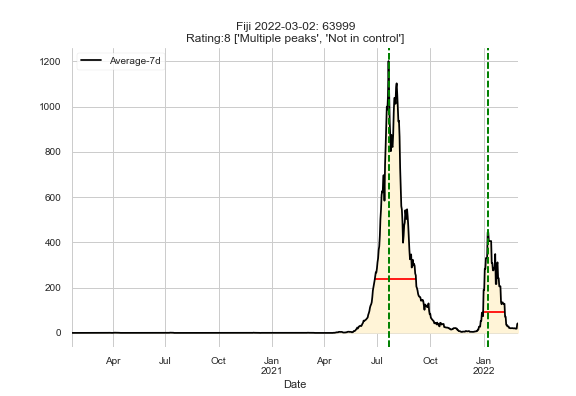 Fiji 2022-03-02: 63999
Rating:8 ['Multiple peaks', 'Not in control']
Average-7d
1200
1000
800
600
400
200
0
Apr Jul Oct Jan Apr Jul Oct Jan
2021 2022
Date